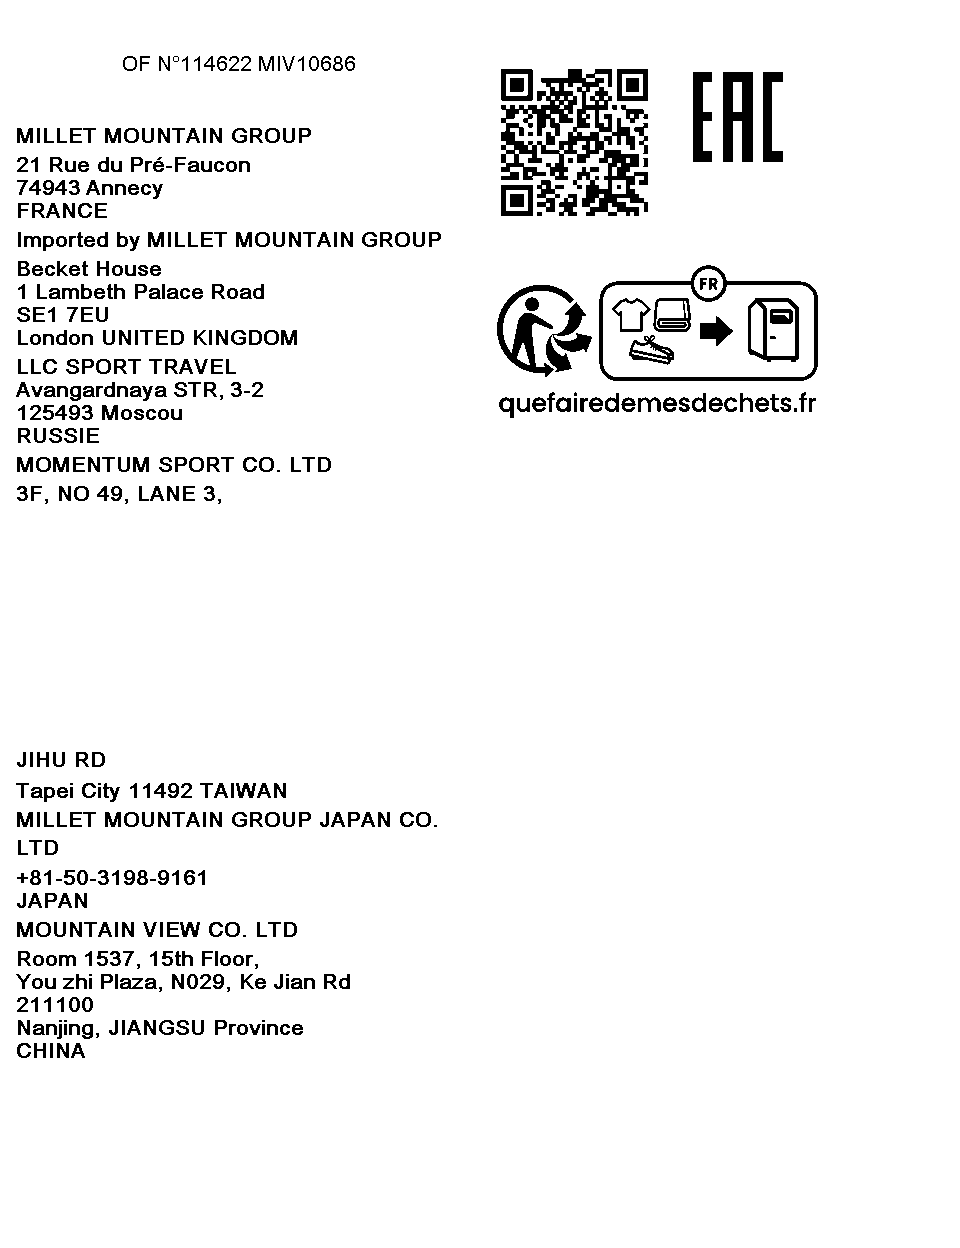 OF N°114622 MIV10686
MILLET MOUNTAIN GROUP
21 Rue du Pré-Faucon
74943 Annecy
FRANCE
Imported by MILLET MOUNTAIN GROUP
Becket House
1 Lambeth Palace Road
SE1 7EU
London UNITED KINGDOM
LLC SPORT TRAVEL
Avangardnaya STR, 3-2
125493 Moscou
RUSSIE
MOMENTUM SPORT CO. LTD
3F, NO 49, LANE 3,
JIHU RD
Tapei City 11492 TAIWAN
MILLET MOUNTAIN GROUP JAPAN CO.
LTD
+81-50-3198-9161
JAPAN
MOUNTAIN VIEW CO. LTD
Room 1537, 15th Floor,
You zhi Plaza, N029, Ke Jian Rd
211100
Nanjing, JIANGSU Province
CHINA
EAC
FR
quefairedemesdechets.fr